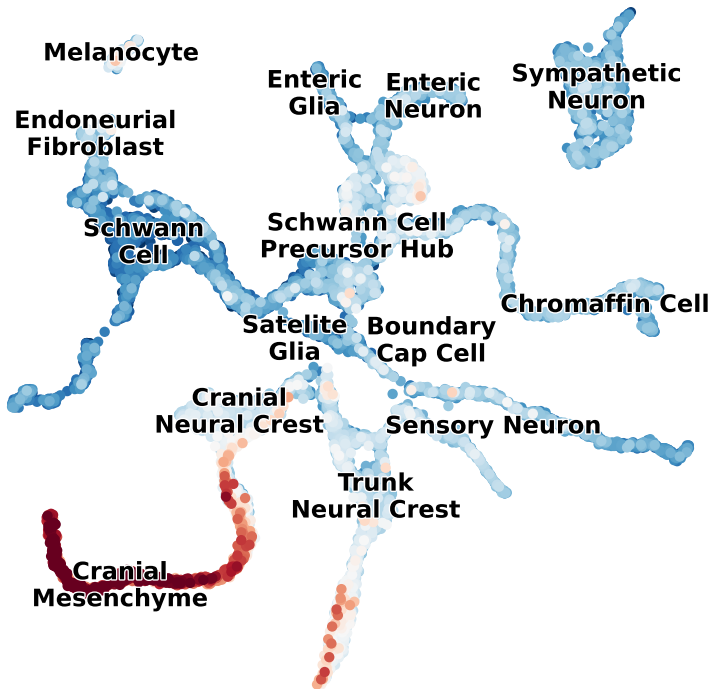 Melanocyte
Enteric
Glia
Enteric
Neuron
Sympathetic
Neuron
Endoneurial
Fibroblast
Schwann
Cell
Schwann Cell
Precursor Hub
Chromaffin Cell
Satelite
Glia
Boundary
Cap Cell
Cranial
Neural Crest
Sensory Neuron
Trunk
Neural Crest
Cranial
Mesenchyme